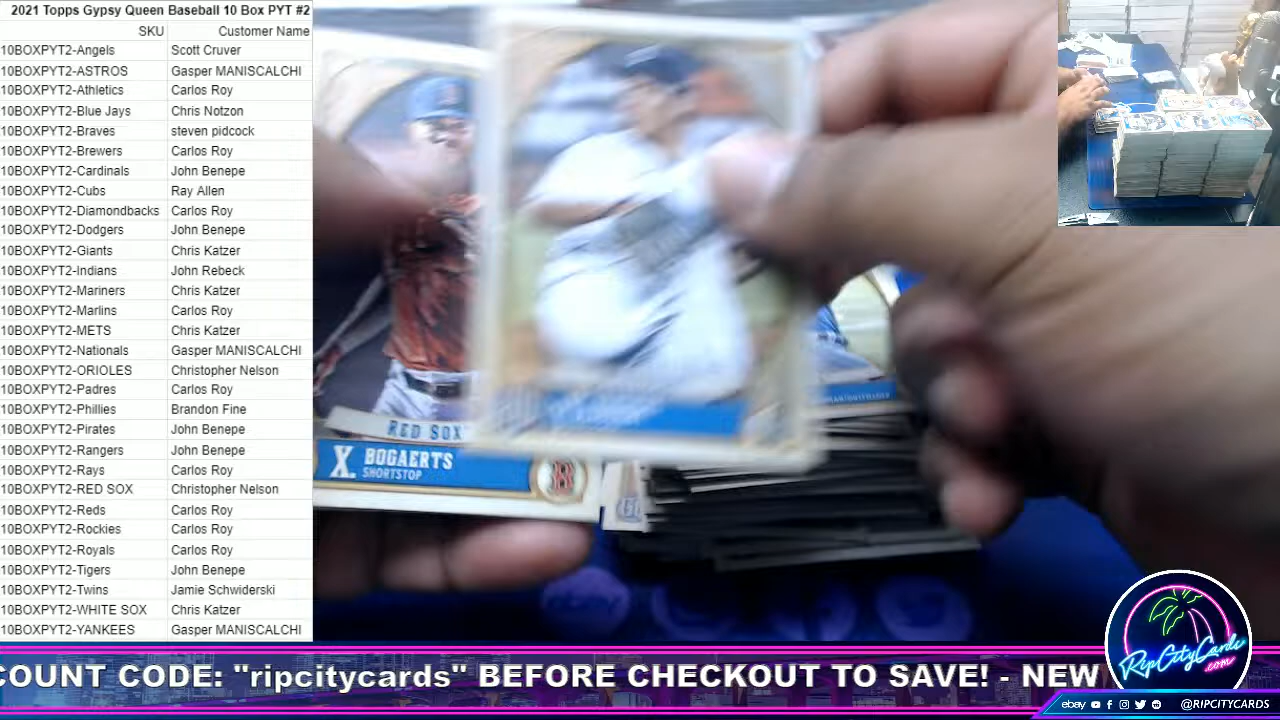 2021 Topps Gypsy Queen Baseball 10 Box PYT #2
SKU Customer Name
10BOXPYT2-Angels Scott Cruver
10BOXPYT2-ASTROS Gasper MANISCALCHI
10BOXPYT2-Athletics Carlos Roy
10BOXPYT2-Blue Jays Chris Notzon
10BOXPYT2-Braves steven pidcock
10BOXPYT2-Brewers Carlos Roy
10BOXPYT2-Cardinals John Benepe
10BOXPYT2-Cubs Ray Allen
10BOXPYT2-Diamondbacks Carlos Roy
10BOXPYT2-Dodgers John Benepe
10BOXPYT2-Giants Chris Katzer
10BOXPYT2-Indians John Rebeck
10BOXPYT2-Mariners Chris Katzer
10BOXPYT2-Marlins Carlos Roy
10BOXPYT2-METS Chris Katzer
10BOXPYT2-Nationals Gasper MANISCALCHI
10BOXPYT2-ORIOLES Christopher Nelson
10BOXPYT2-Padres Carlos Roy
10BOXPYT2-Phillies Brandon Fine
10BOXPYT2-Pirates John Benepe
10BOXPYT2-Rangers John Benepe
10BOXPYT2-Rays Carlos Roy
10BOXPYT2-RED SOX Christopher Nelson
10BOXPYT2-Reds Carlos Roy
10BOXPYT2-Rockies Carlos Roy
10BOXPYT2-Royals Carlos Roy
10BOXPYT2-Tigers John Benepe
10BOXPYT2-Twins Jamie Schwiderski
10BOXPYT2-WHITE SOX Chris Katzer
10BOXPYT2-YANKEES Gasper MANISCALCHI
RED SOX
X. BOGAERTS
SHORTSTOP
B
RipCityCards
.com
COUNT CODE: "ripcitycards" BEFORE CHECKOUT TO SAVE! - NEW
ebay @RIPCITYCARDS